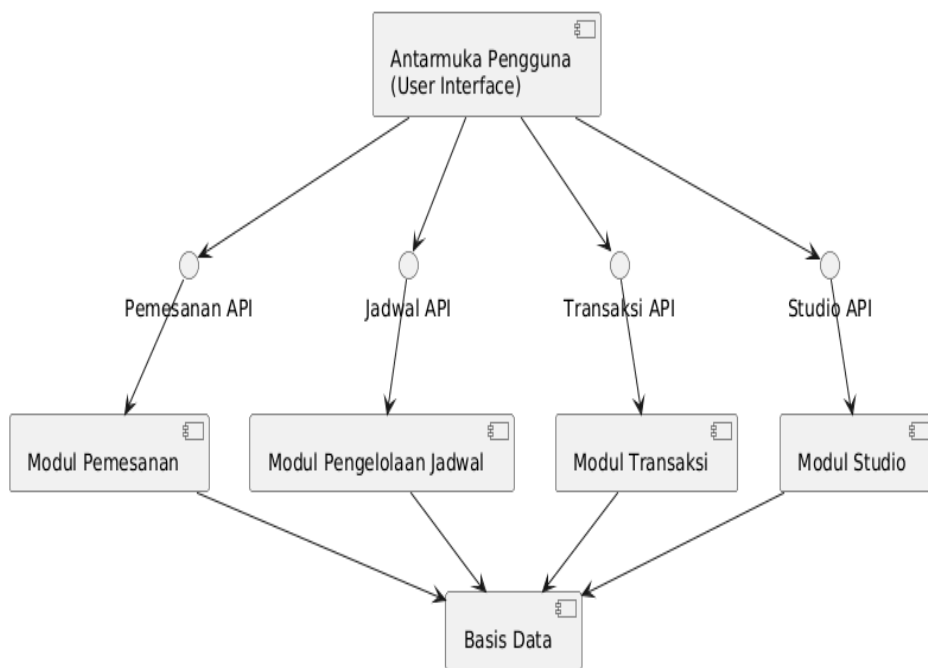 Antarmuka Pengguna
(User Interface)
Pemesanan API
Jadwal API
Transaksi API
Studio API
Modul Pemesanan
Modul Pengelolaan Jadwal
Modul Transaksi
Modul Studio
Basis Data